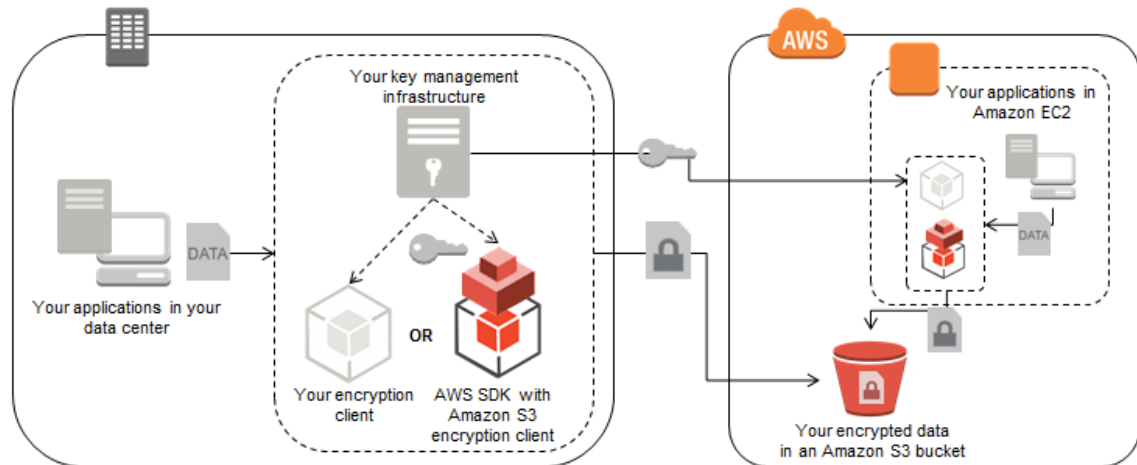 AWS
Your key management
infrastructure
Your applications in
Amazon EC2
DATA
DATA
Your applications in your
data center
OR
Your encryption
client
AWS SDK with
Amazon S3
encryption client
Your encrypted data
in an Amazon S3 bucket